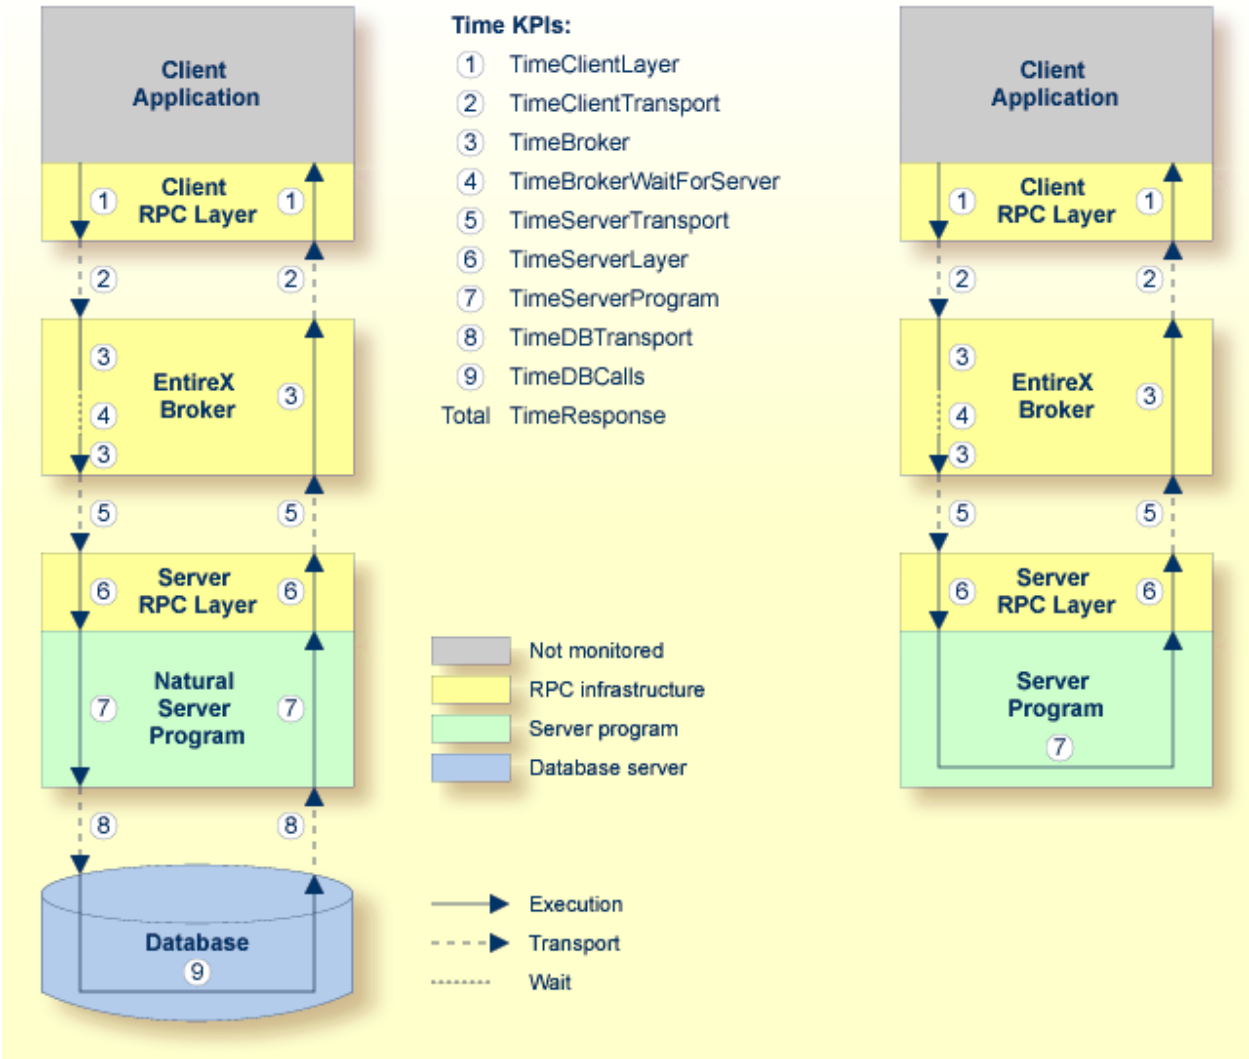 Client
Application
Client
RPC Layer
1
1
2
2
3
EntireX
Broker
3
4
3
5
5
Server
RPC Layer
6
6
Natural
Server
Program
7
7
8
8
Database
9
Time KPIs:
1 TimeClientLayer
2 TimeClientTransport
3 TimeBroker
4 TimeBrokerWaitForServer
5 TimeServerTransport
6 TimeServerLayer
7 TimeServerProgram
8 TimeDBTransport
9 TimeDBCalls
Total TimeResponse
Not monitored
RPC infrastructure
Server program
Database server
Execution
Transport
Wait
Client
Application
Client
RPC Layer
1
1
2
2
3
EntireX
Broker
3
4
3
5
5
Server
RPC Layer
6
6
Server
Program
7